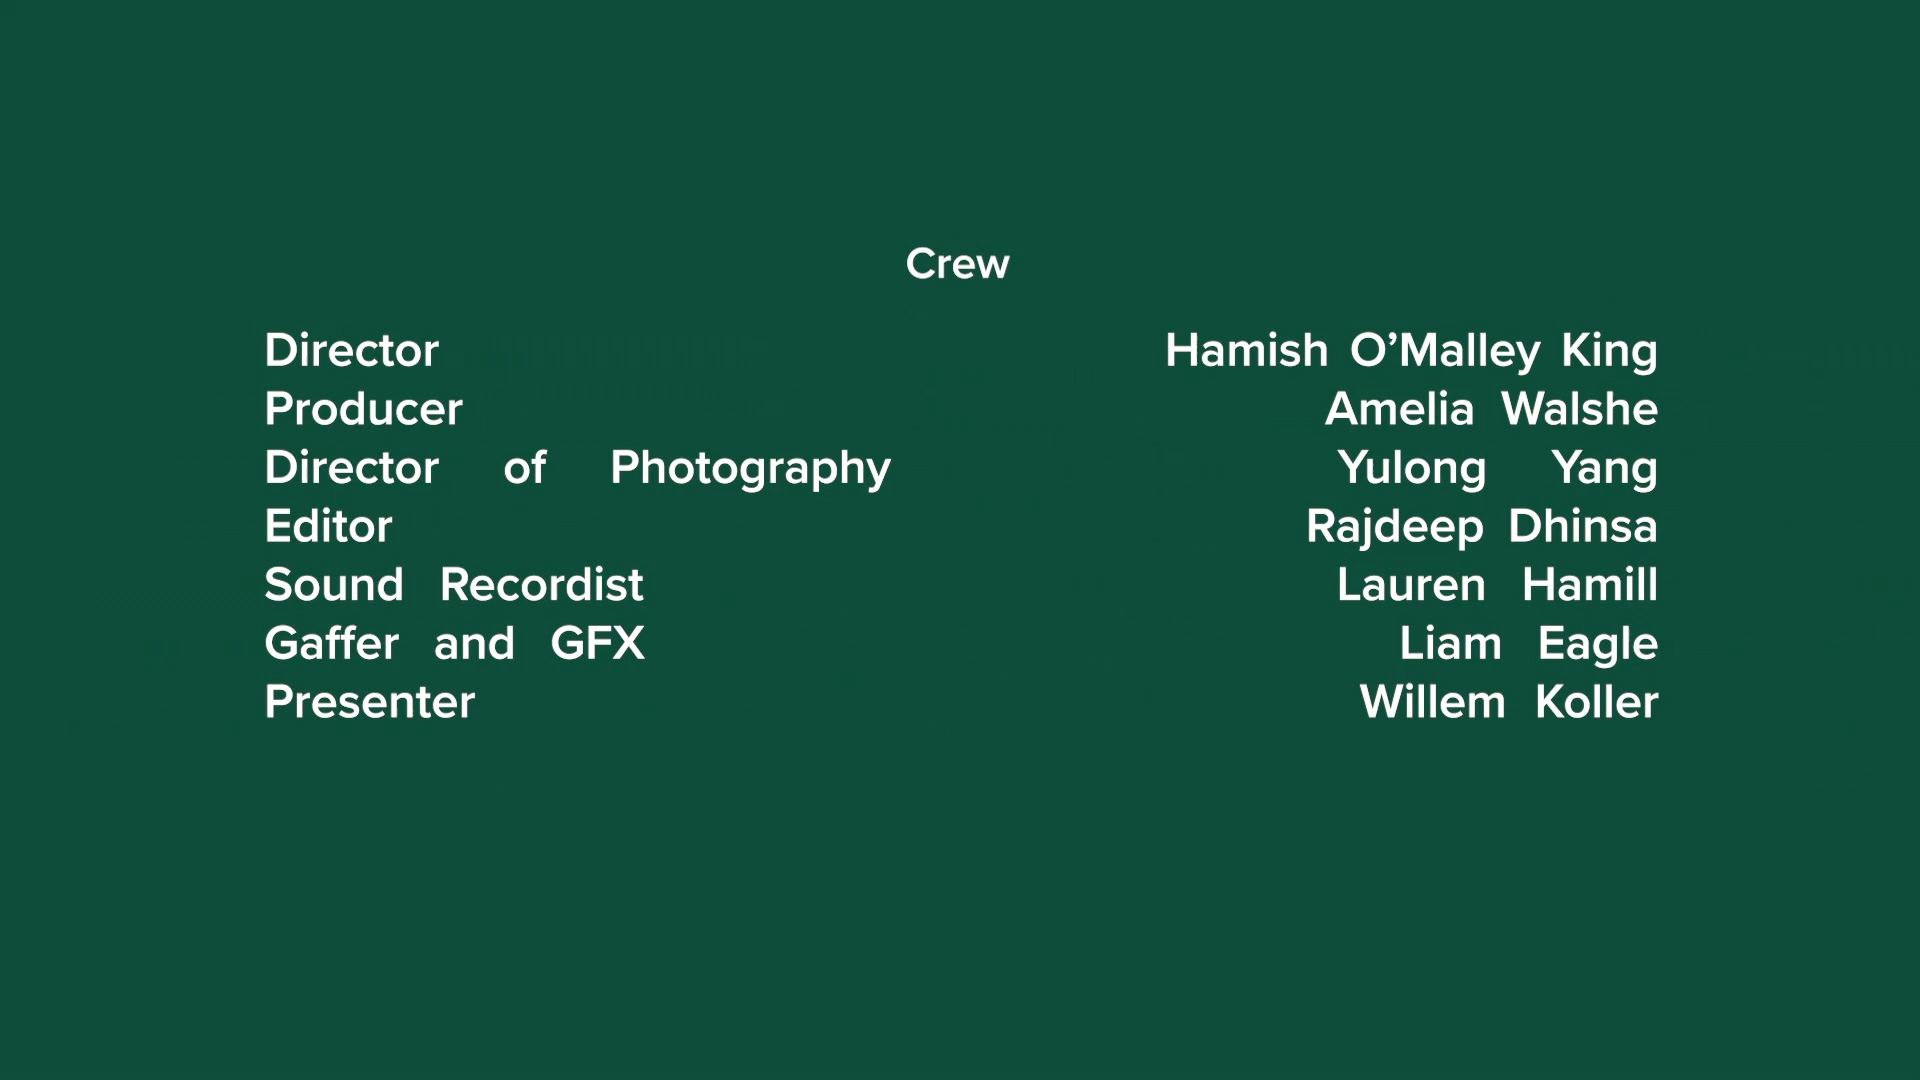 Crew
Director Hamish O’Malley King
Producer Amelia Walshe
Director of Photography Yulong Yang
Editor Rajdeep Dhinsa
Sound Recordist Lauren Hamill
Gaffer and GFX Liam Eagle
Presenter Willem Koller